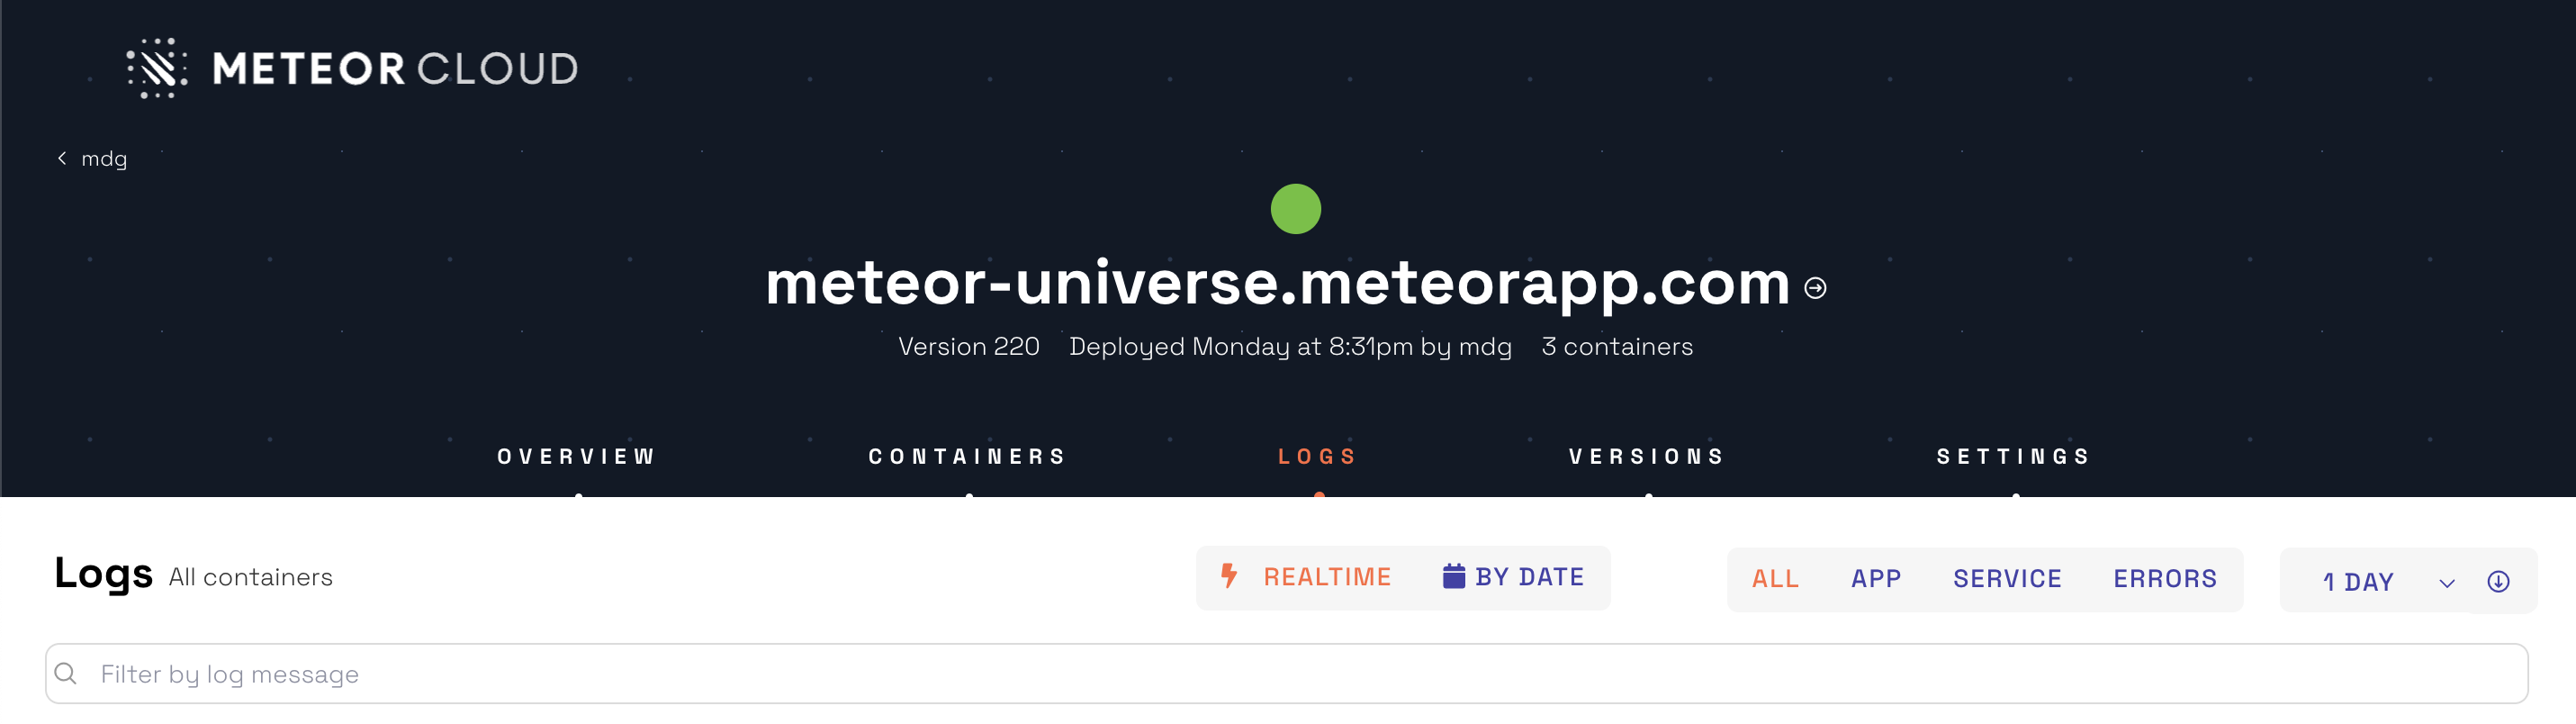 METEOR CLOUD
mdg
meteor-universe.meteorapp.com
Version 220 Deployed Monday at 8:31pm by mdg 3 containers
OVERVIEW CONTAINERS LOGS VERSIONS SETTINGS
Logs All containers REALTIME BY DATE ALL APP SERVICE ERRORS 1 DAY
Filter by log message